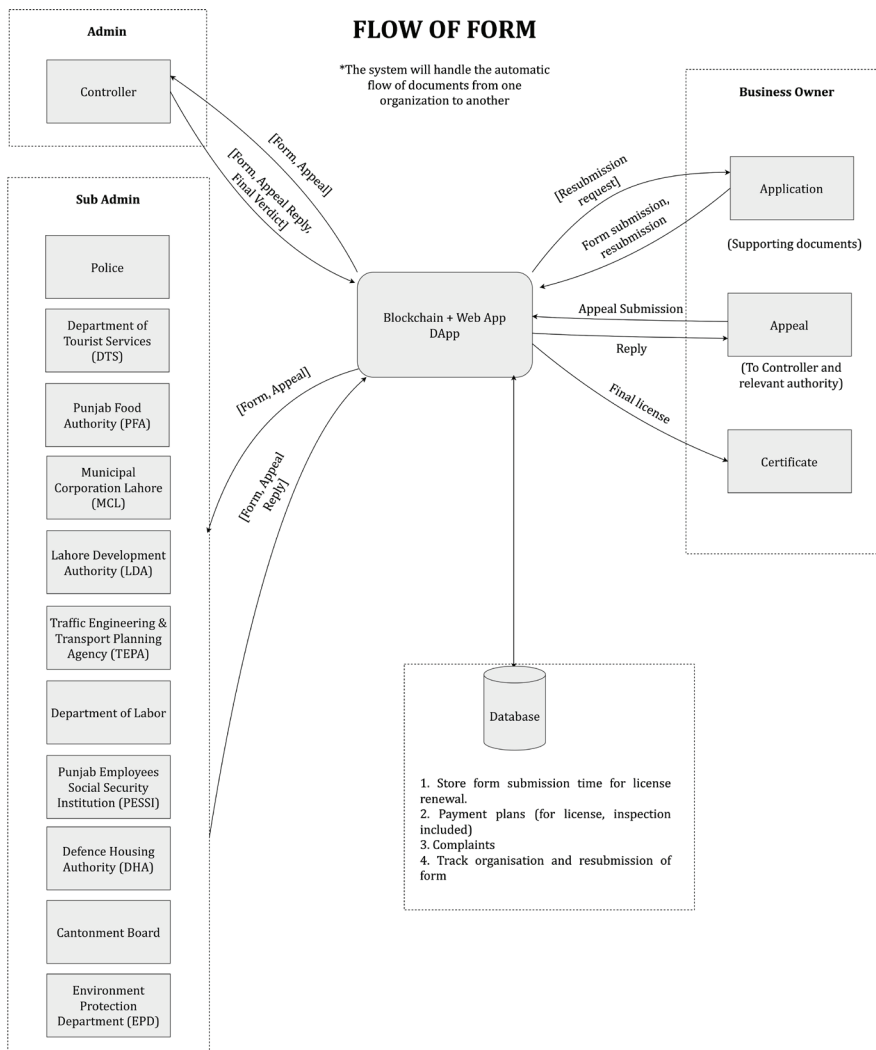 FLOW OF FORM
*The system will handle the automatic
flow of documents from one
organization to another
Admin
Controller
[Form, Appeal]
[Form, Appeal Reply,
Final Verdict]
Sub Admin
Police
Department of
Tourist Services
(DTS)
Punjab Food
Authority (PFA)
Municipal
Corporation Lahore
(MCL)
Lahore Development
Authority (LDA)
Traffic Engineering &
Transport Planning
Agency (TEPA)
Department of Labor
Punjab Employees
Social Security
Institution (PESSI)
Defence Housing
Authority (DHA)
Cantonment Board
Environment
Protection
Department (EPD)
[Form, Appeal]
[Form, Appeal
Reply]
Blockchain + Web App
DApp
[Resubmission
request]
Form submission,
resubmission
Appeal Submission
Reply
Final license
Business Owner
Application
(Supporting documents)
Appeal
(To Controller and
relevant authority)
Certificate
Database
1. Store form submission time for license
renewal.
2. Payment plans (for license, inspection
included)
3. Complaints
4. Track organisation and resubmission of
form